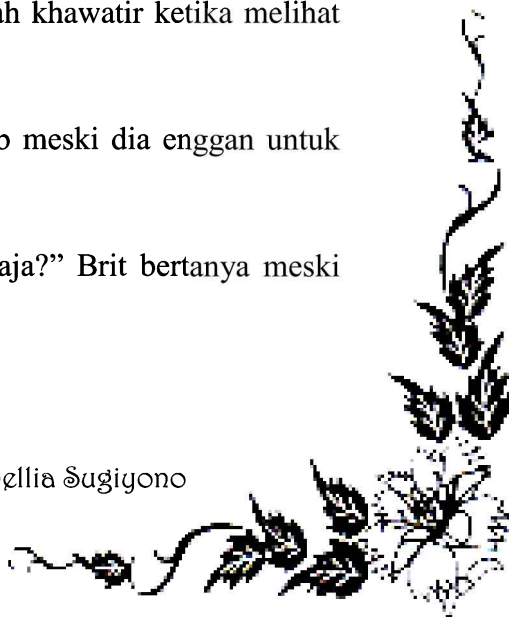 ah khawatir ketika melihat
b meski dia enggan untuk
aja?” Brit bertanya meski
ellia Sugiyono